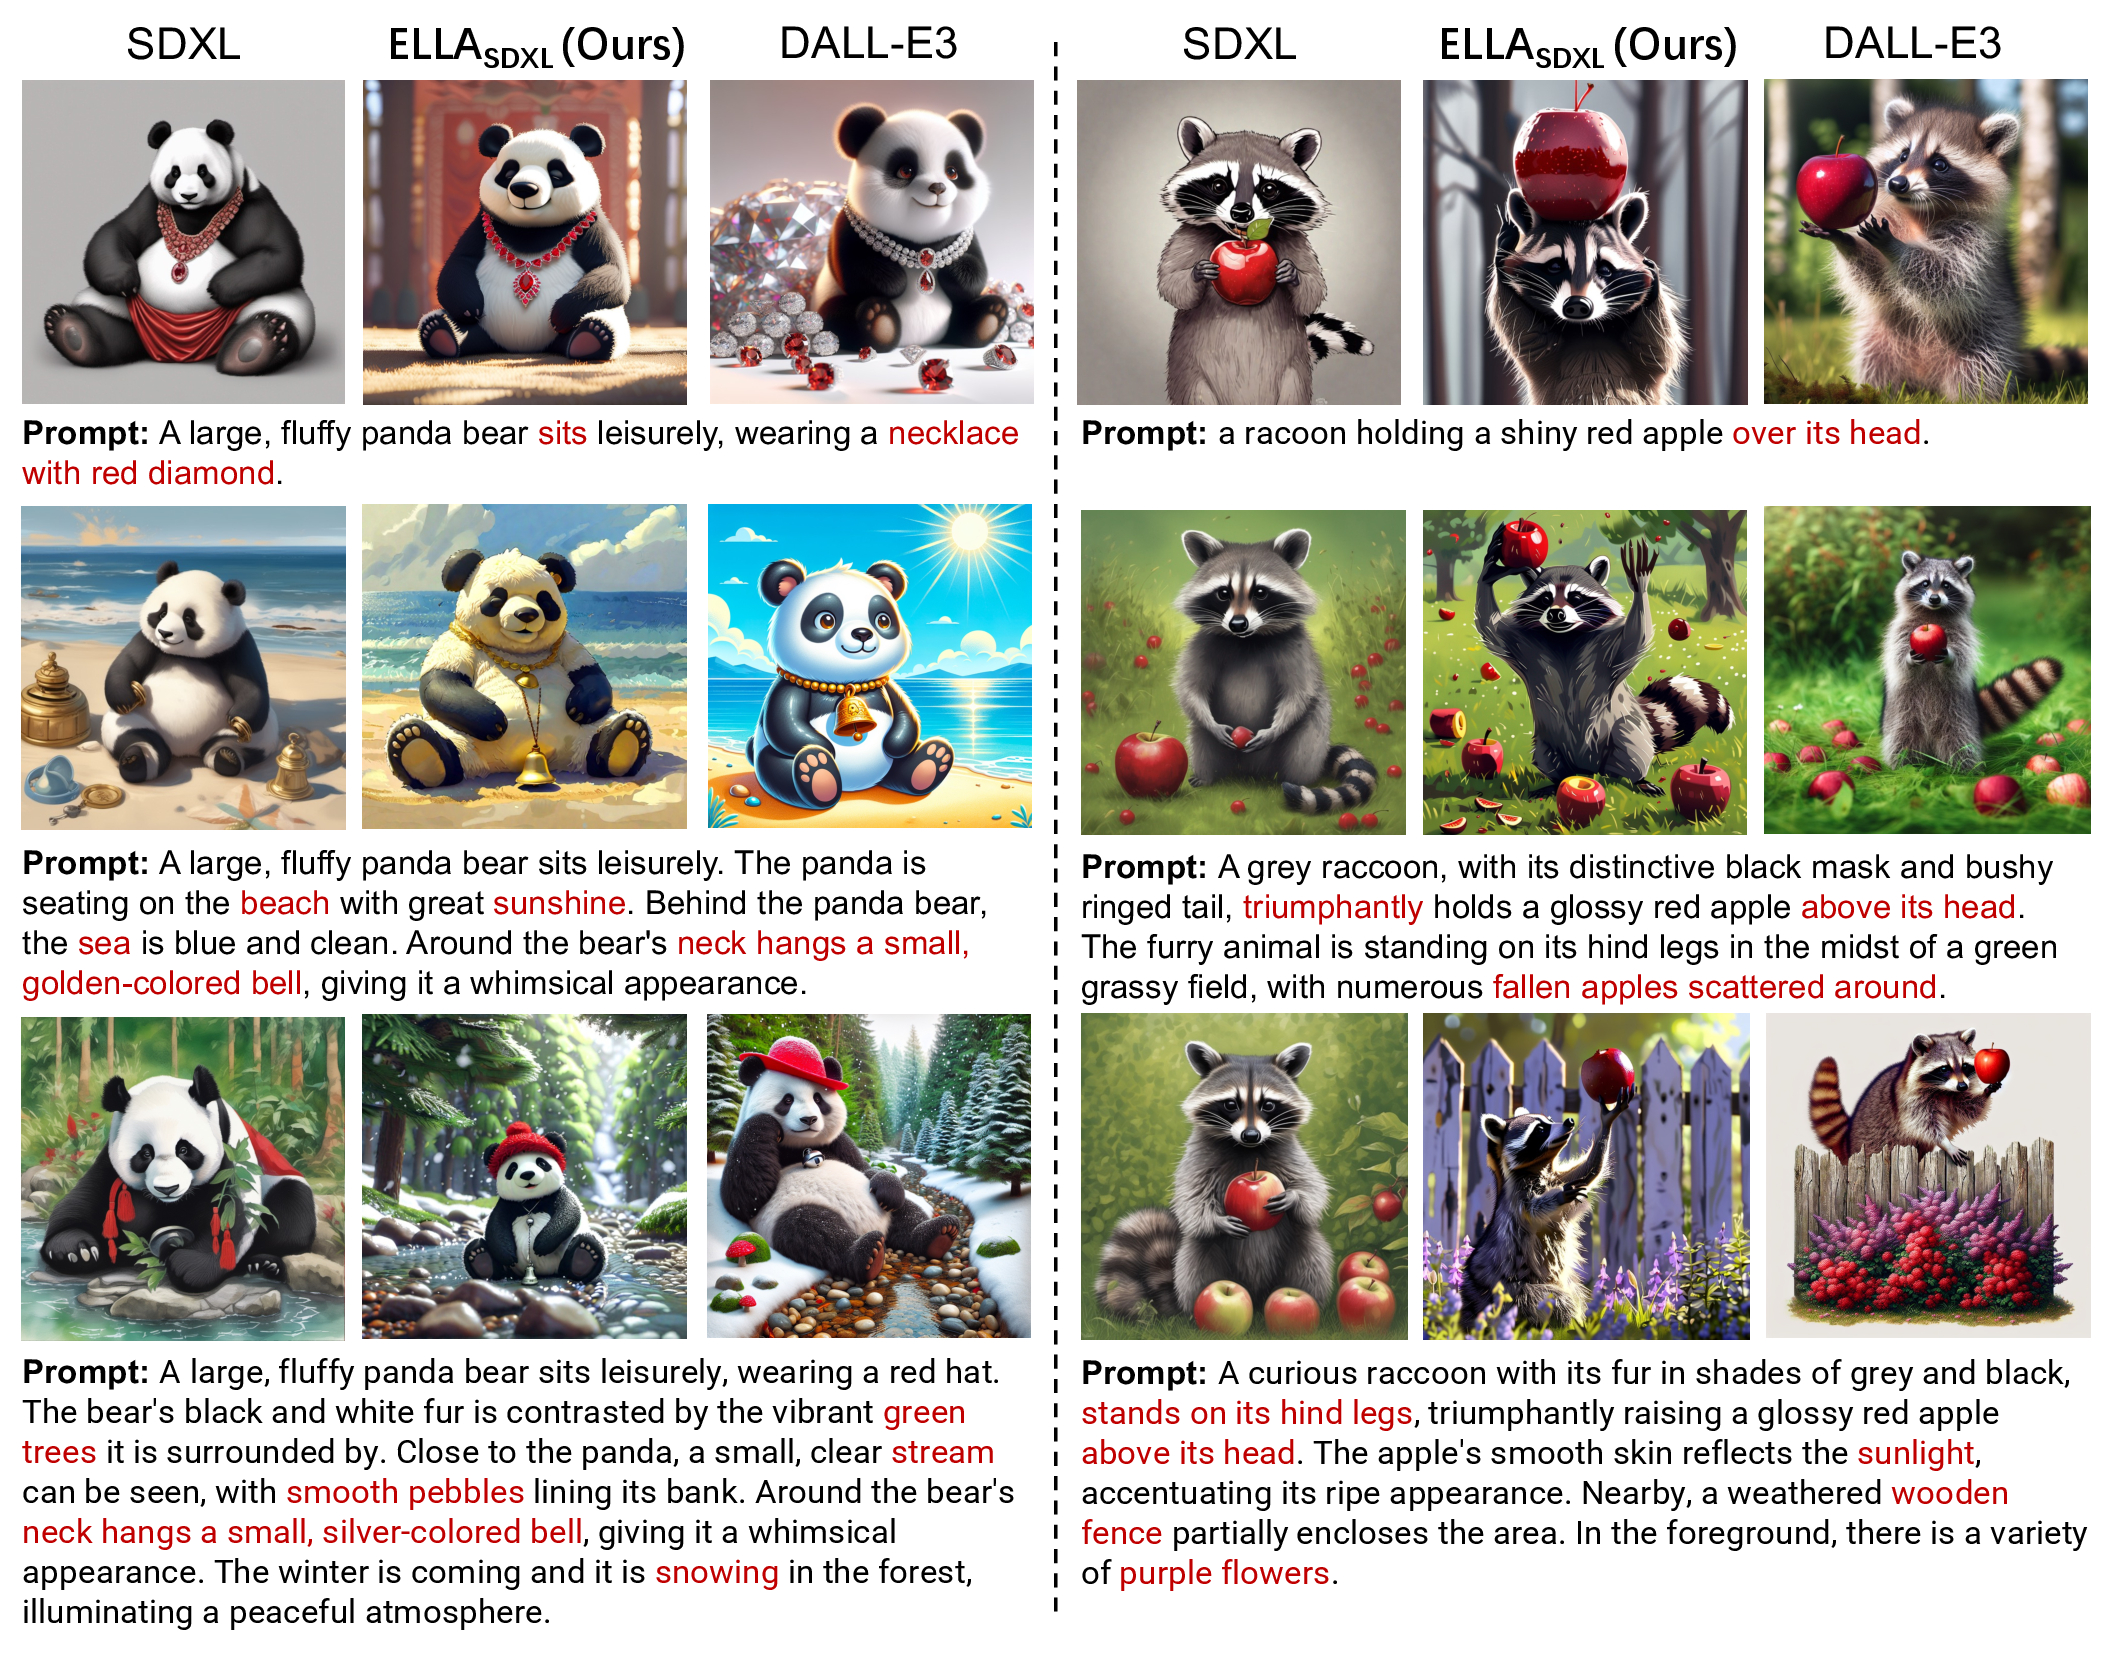 SDXL ELLA_SDXL (Ours) DALL-E3
Prompt: A large, fluffy panda bear sits leisurely, wearing a necklace
with red diamond.
Prompt: A large, fluffy panda bear sits leisurely. The panda is
seating on the beach with great sunshine. Behind the panda bear,
the sea is blue and clean. Around the bear's neck hangs a small,
golden-colored bell, giving it a whimsical appearance.
Prompt: A large, fluffy panda bear sits leisurely, wearing a red hat.
The bear's black and white fur is contrasted by the vibrant green
trees it is surrounded by. Close to the panda, a small, clear stream
can be seen, with smooth pebbles lining its bank. Around the bear's
neck hangs a small, silver-colored bell, giving it a whimsical
appearance. The winter is coming and it is snowing in the forest,
illuminating a peaceful atmosphere.
SDXL ELLA_SDXL (Ours) DALL-E3
Prompt: a racoon holding a shiny red apple over its head.
Prompt: A grey raccoon, with its distinctive black mask and bushy
ringed tail, triumphantly holds a glossy red apple above its head.
The furry animal is standing on its hind legs in the midst of a green
grassy field, with numerous fallen apples scattered around.
Prompt: A curious raccoon with its fur in shades of grey and black,
stands on its hind legs, triumphantly raising a glossy red apple
above its head. The apple's smooth skin reflects the sunlight,
accentuating its ripe appearance. Nearby, a weathered wooden
fence partially encloses the area. In the foreground, there is a variety
of purple flowers.